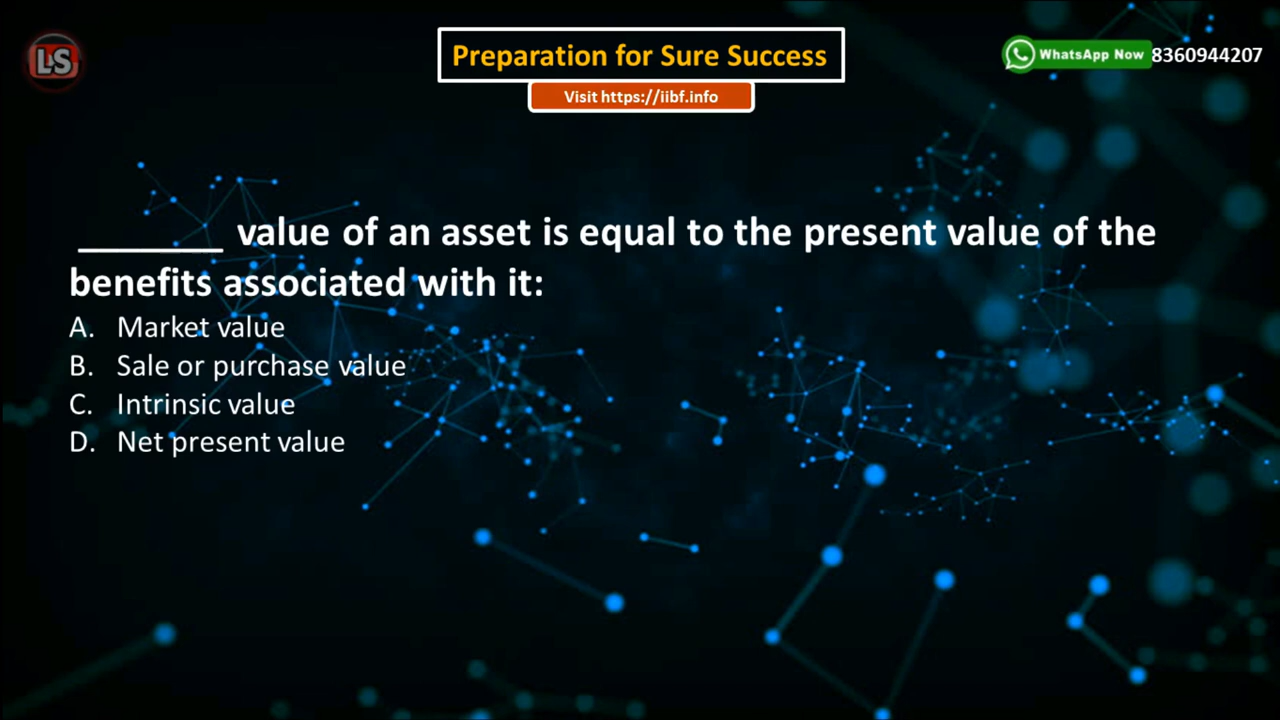 LS
Preparation for Sure Success
WhatsApp Now 8360944207
Visit https://iibf.info
________ value of an asset is equal to the present value of the
benefits associated with it:
A. Market value
B. Sale or purchase value
C. Intrinsic value
D. Net present value